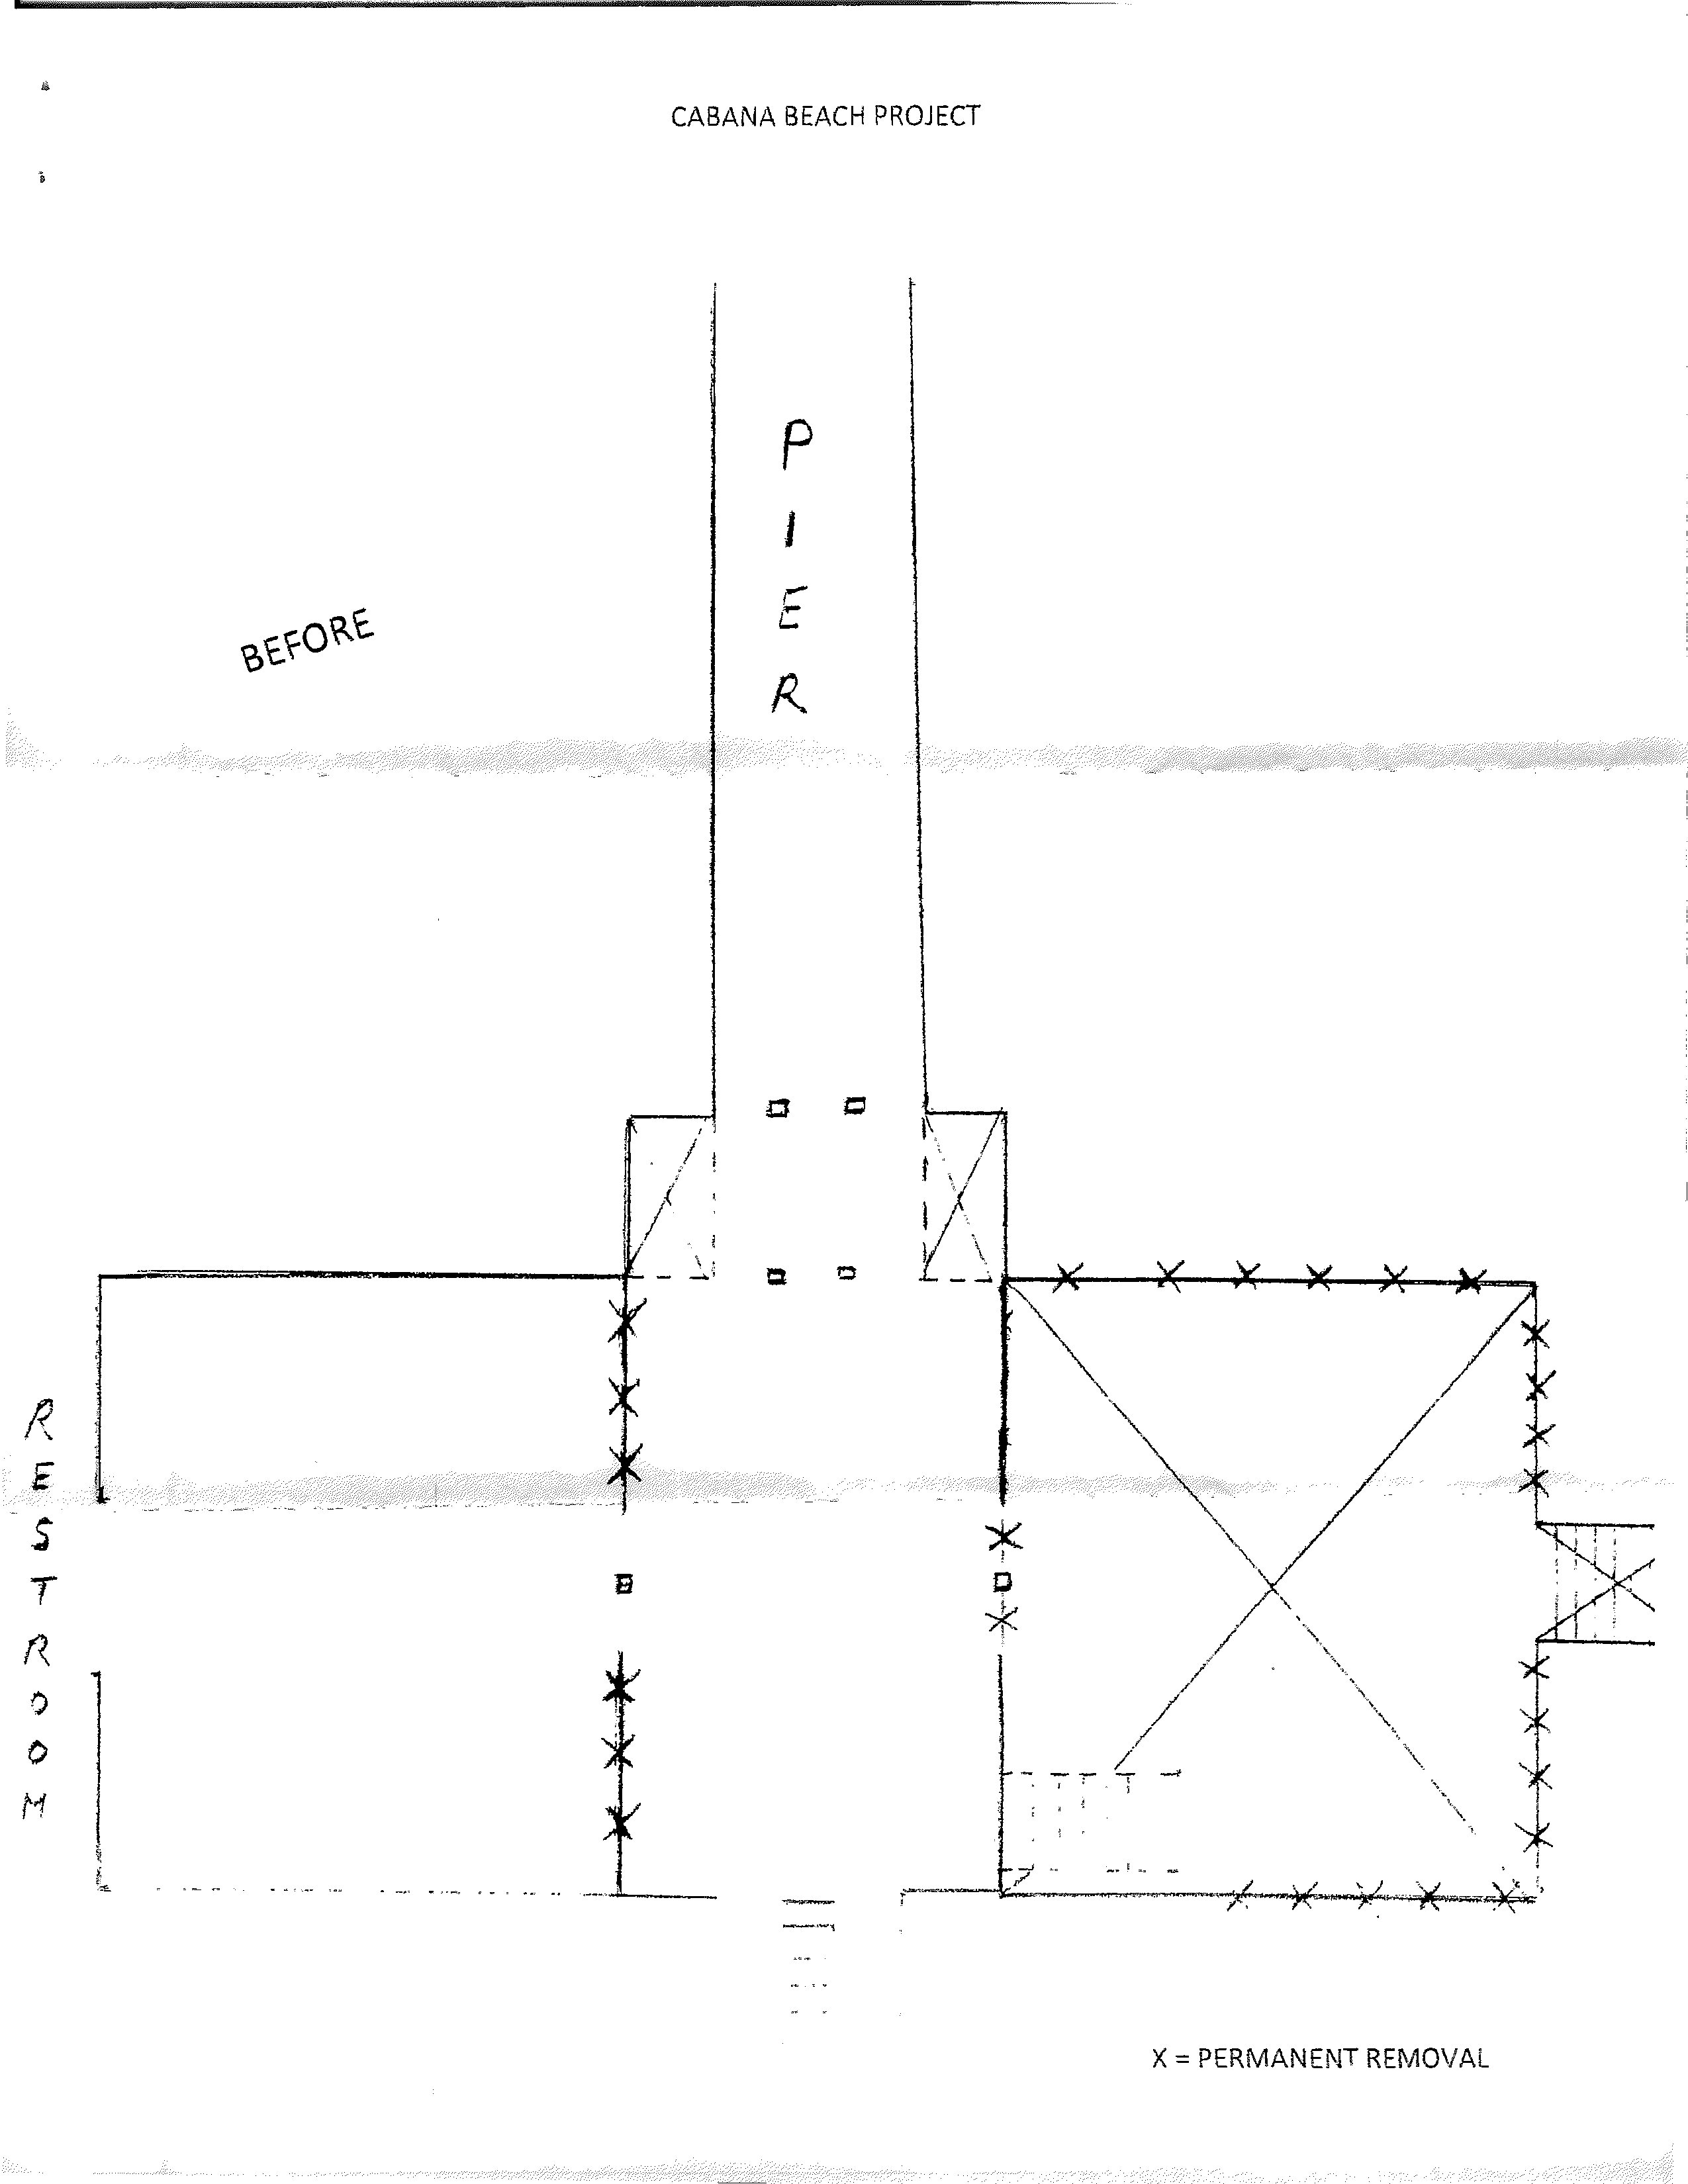 CABANA BEACH PROJECT
PIER
BEFORE
RESTROOM
X = PERMANENT REMOVAL